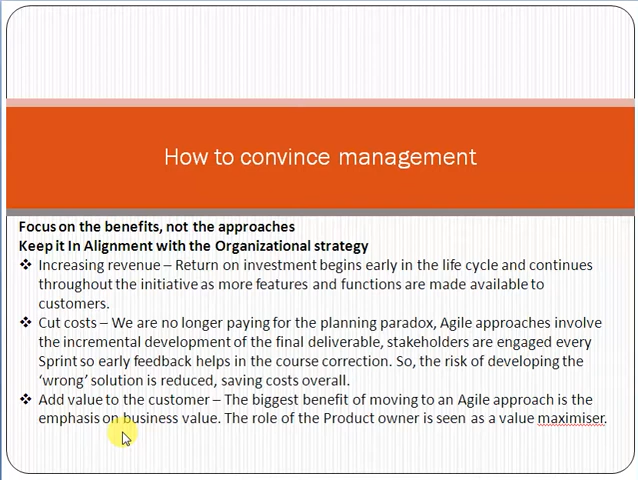 How to convince management
Focus on the benefits, not the approaches
Keep it In Alignment with the Organizational strategy
❖ Increasing revenue – Return on investment begins early in the life cycle and continues
throughout the initiative as more features and functions are made available to
customers.
❖ Cut costs – We are no longer paying for the planning paradox, Agile approaches involve
the incremental development of the final deliverable, stakeholders are engaged every
Sprint so early feedback helps in the course correction. So, the risk of developing the
‘wrong’ solution is reduced, saving costs overall.
❖ Add value to the customer – The biggest benefit of moving to an Agile approach is the
emphasis on business value. The role of the Product owner is seen as a value maximiser.